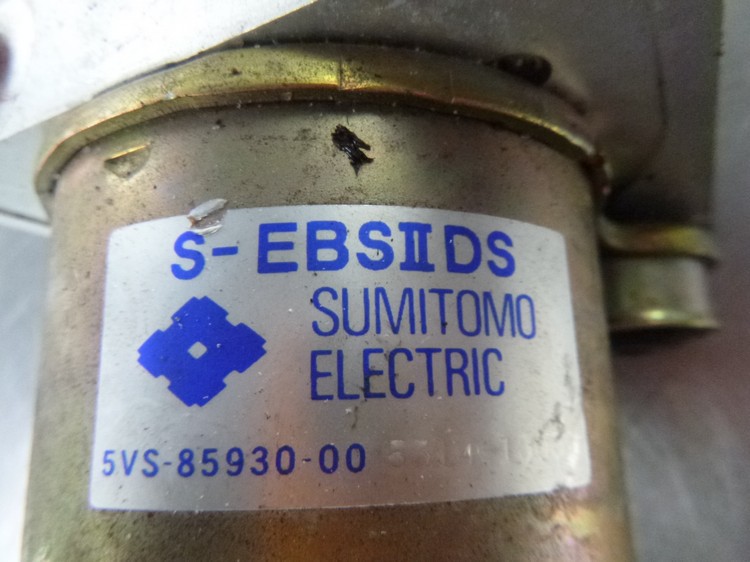 S-EBSⅡDS
SUMITOMO
ELECTRIC
5VS-85930-00